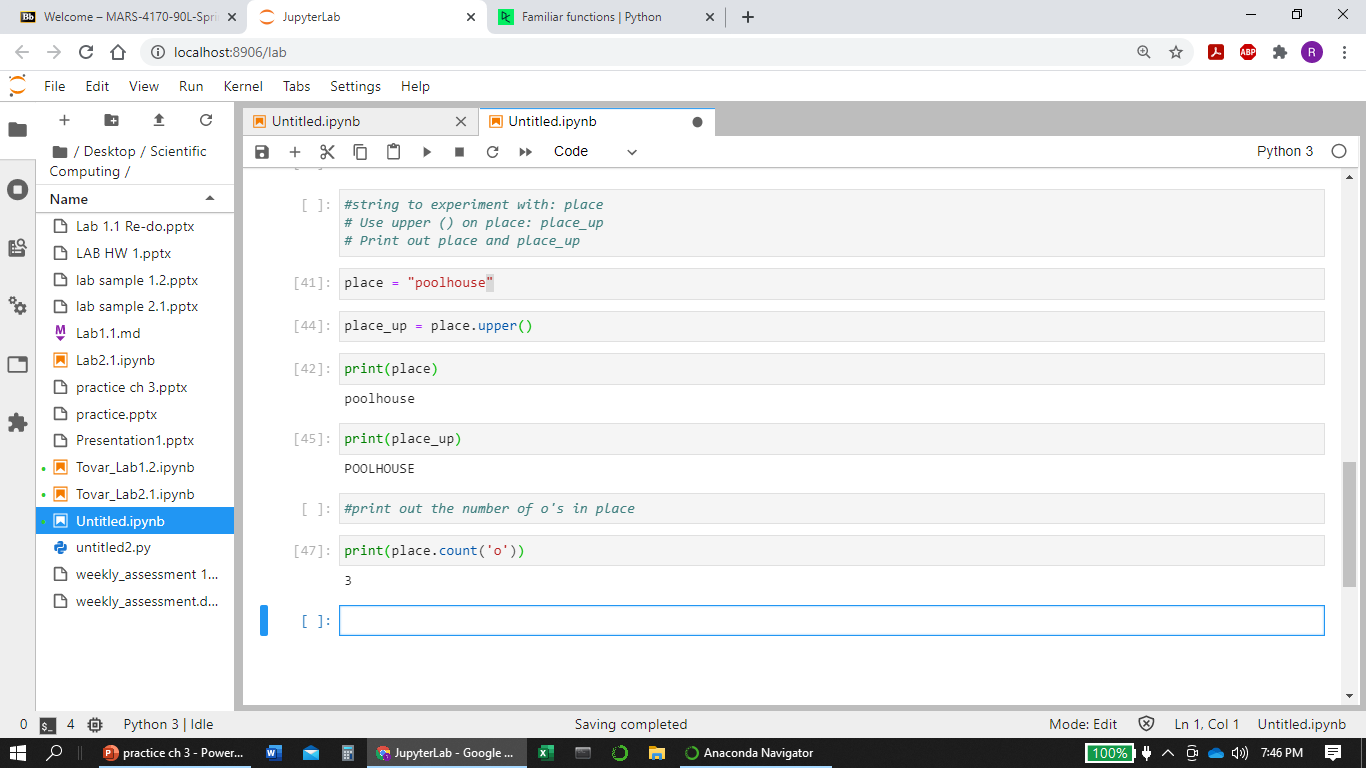 Bb Welcome – MARS-4170-90L-Spri
JupyterLab
Familiar functions | Python
localhost:8906/lab
ABP
R
File Edit View Run Kernel Tabs Settings Help
Untitled.ipynb
Untitled.ipynb
Code
Python 3
/ Desktop / Scientific
Computing /
Name
Lab 1.1 Re-do.pptx
LAB HW 1.pptx
lab sample 1.2.pptx
lab sample 2.1.pptx
Lab1.1.md
Lab2.1.ipynb
practice ch 3.pptx
practice.pptx
Presentation1.pptx
Tovar_Lab1.2.ipynb
Tovar_Lab2.1.ipynb
Untitled.ipynb
untitled2.py
weekly_assessment 1...
weekly_assessment.d...
[ ]: #string to experiment with: place
# Use upper () on place: place_up
# Print out place and place_up
[41]: place = "poolhouse"
[44]: place_up = place.upper()
[42]: print(place)
poolhouse
[45]: print(place_up)
POOLHOUSE
[ ]: #print out the number of o's in place
[47]: print(place.count('o'))
3
[ ]:
0 $_ 4 Python 3 | Idle Saving completed Mode: Edit Ln 1, Col 1 Untitled.ipynb
practice ch 3 - Power... JupyterLab - Google ... Anaconda Navigator 100% 7:46 PM